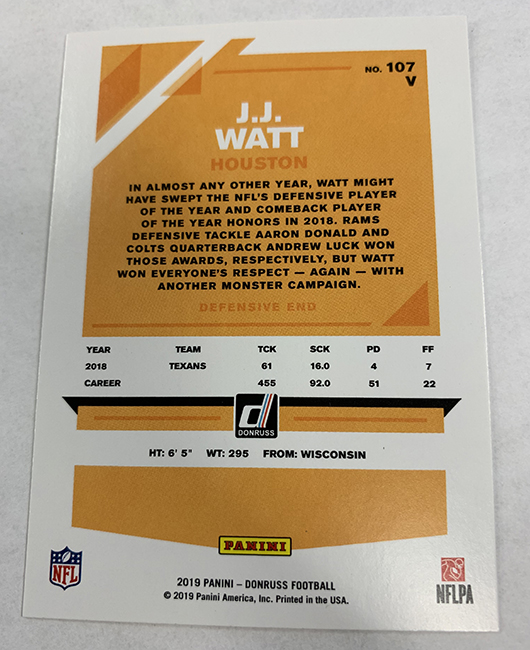 NO. 107
V
J.J.
WATT
HOUSTON
IN ALMOST ANY OTHER YEAR, WATT MIGHT
HAVE SWEPT THE NFL'S DEFENSIVE PLAYER
OF THE YEAR AND COMEBACK PLAYER
OF THE YEAR HONORS IN 2018. RAMS
DEFENSIVE TACKLE AARON DONALD AND
COLTS QUARTERBACK ANDREW LUCK WON
THOSE AWARDS, RESPECTIVELY, BUT WATT
WON EVERYONE'S RESPECT — AGAIN — WITH
ANOTHER MONSTER CAMPAIGN.
DEFENSIVE END
YEAR TEAM TCK SCK PD FF
2018 TEXANS 61 16.0 4 7
CAREER 455 92.0 51 22
d
DONRUSS
HT: 6' 5" WT: 295 FROM: WISCONSIN
PANINI
NFL
NFLPA
2019 PANINI – DONRUSS FOOTBALL
© 2019 Panini America, Inc. Printed in the USA.